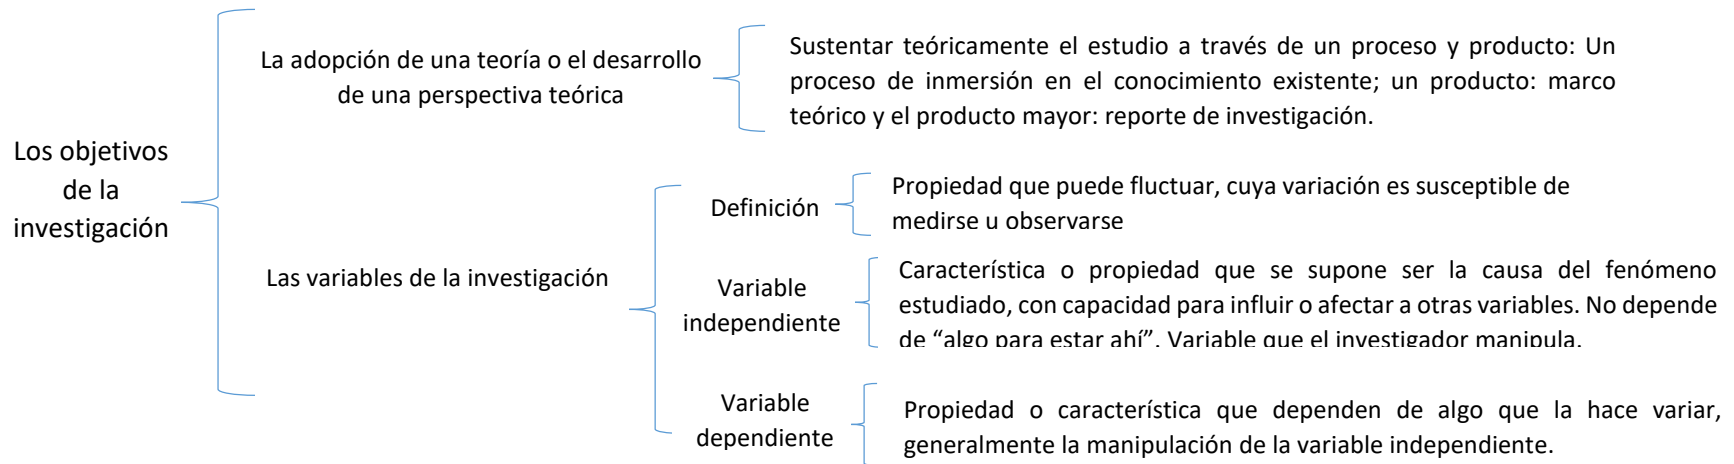 Los objetivos
de la
investigación
La adopción de una teoría o el desarrollo
de una perspectiva teórica
Sustentar teóricamente el estudio a través de un proceso y producto: Un
proceso de inmersión en el conocimiento existente; un producto: marco
teórico y el producto mayor: reporte de investigación.
Las variables de la investigación
Definición
Propiedad que puede fluctuar, cuya variación es susceptible de
medirse u observarse
Variable
independiente
Característica o propiedad que se supone ser la causa del fenómeno
estudiado, con capacidad para influir o afectar a otras variables. No depende
de “algo para estar ahí”. Variable que el investigador manipula.
Variable
dependiente
Propiedad o característica que dependen de algo que la hace variar,
generalmente la manipulación de la variable independiente.